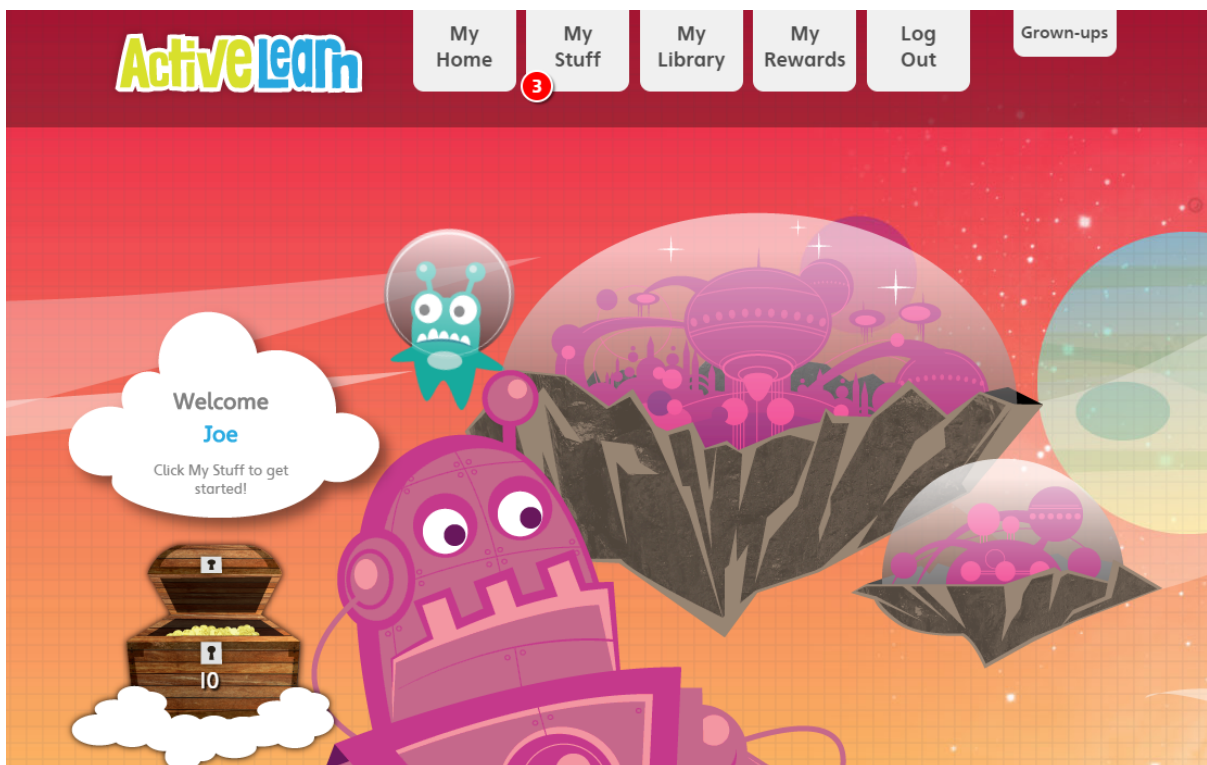 ActiveLearn
My
Home
My
Stuff
3
My
Library
My
Rewards
Log
Out
Grown-ups
Welcome
Joe
Click My Stuff to get
started!
10